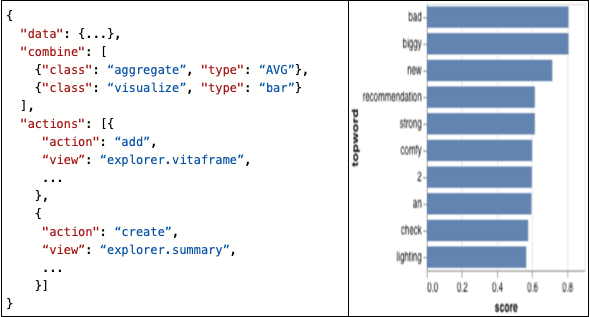 {
"data": {...},
"combine": [
{"class": “aggregate”, "type": “AVG”},
{"class": “visualize”, "type": “bar”}
],
"actions": [{
"action": “add”,
“view": “explorer.vitaframe”,
...
},
{
"action": “create”,
“view": “explorer.summary”,
...
}]
}
topword
bad
biggy
new
recommendation
strong
comfy
2
an
check
lighting
0.0 0.2 0.4 0.6 0.8
score